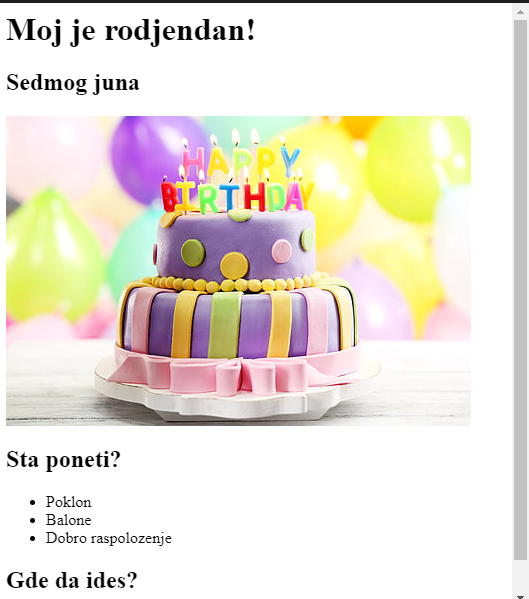 Moj je rodjendan!
Sedmog juna
HAPPY
BIRTHDAY
Sta poneti?
Poklon
Balone
Dobro raspolozenje
Gde da ides?